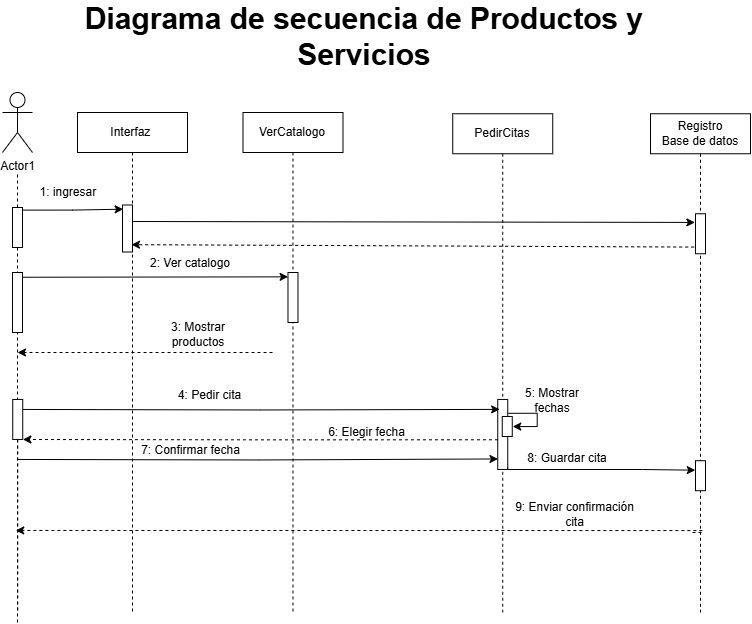 Diagrama de secuencia de Productos y
Servicios
Actor1
Interfaz
VerCatalogo
PedirCitas
Registro
Base de datos
1: ingresar
2: Ver catalogo
3: Mostrar
productos
4: Pedir cita
5: Mostrar
fechas
6: Elegir fecha
7: Confirmar fecha
8: Guardar cita
9: Enviar confirmación
cita